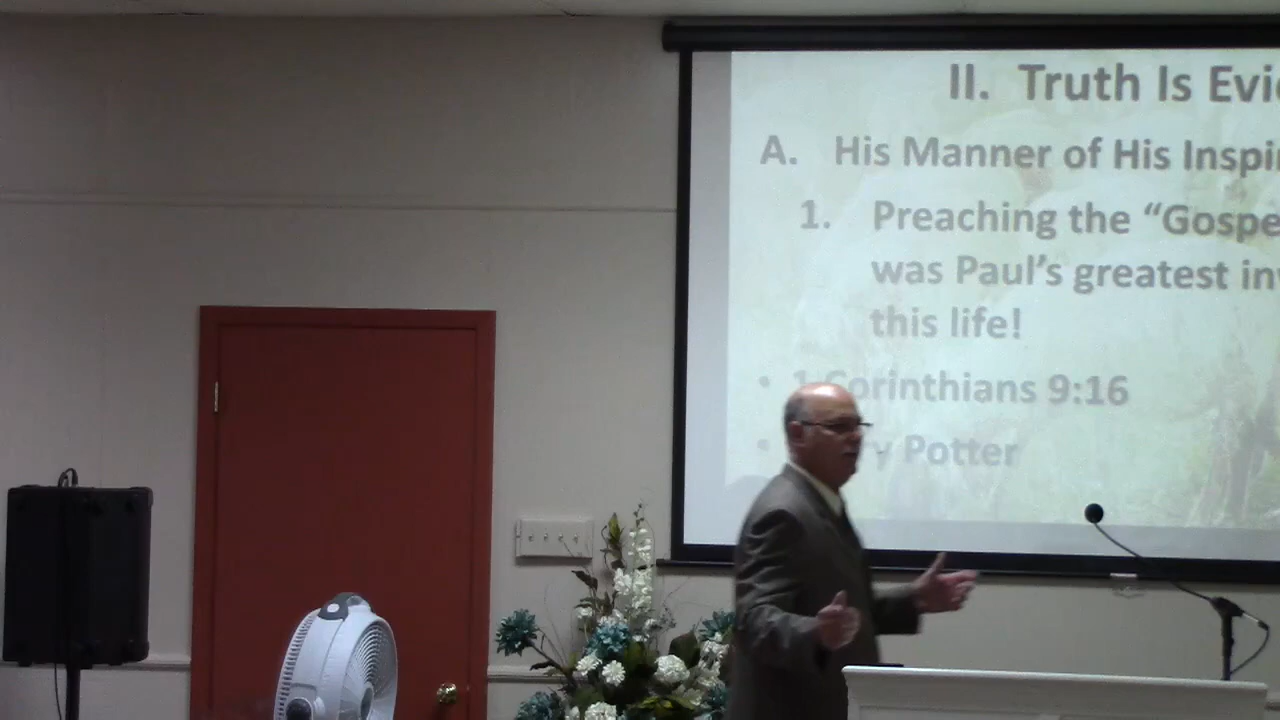 II. Truth Is Evi
A. His Manner of His Inspi
1. Preaching the “Gospe
was Paul’s greatest in
this life!
• 1 Corinthians 9:16
• Potter